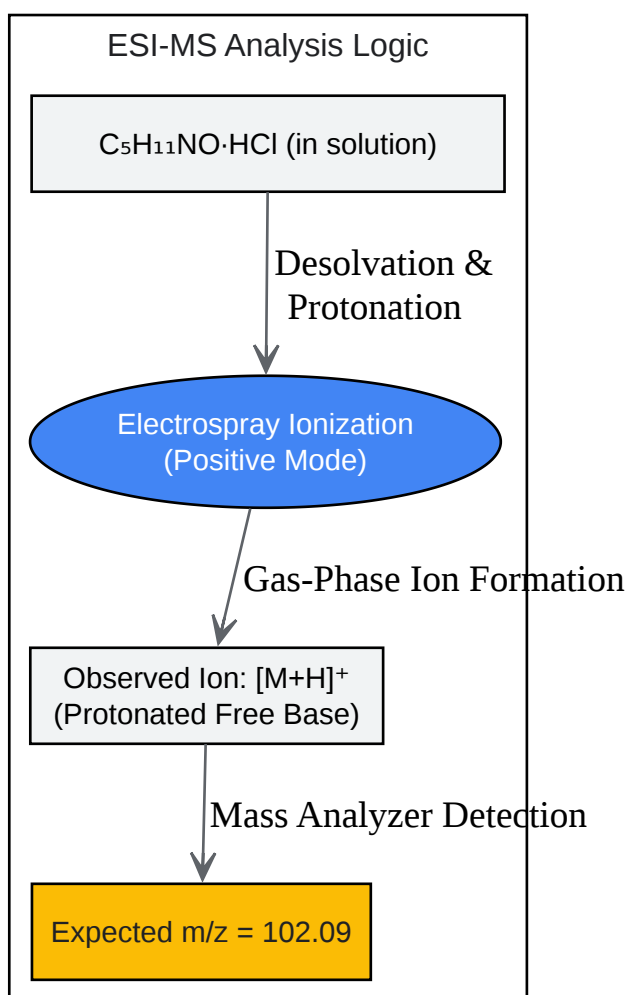 ESI-MS Analysis Logic
C₅H₁₁NO·HCl (in solution)
Desolvation &
Protonation
Electrospray Ionization
(Positive Mode)
Gas-Phase Ion Formation
Observed Ion: [M+H]⁺
(Protonated Free Base)
Mass Analyzer Detection
Expected m/z = 102.09